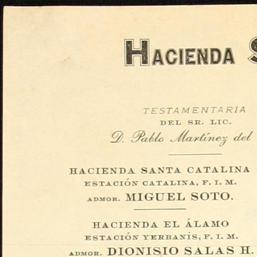 HACIENDA S
TESTAMENTARIA
DEL SR. LIC.
D. Pablo Martínez del
HACIENDA SANTA CATALINA
ESTACIÓN CATALINA, F. I. M.
ADMOR. MIGUEL SOTO.
HACIENDA EL ÁLAMO
ESTACIÓN YERBANÍS, F. I. M.
ADMOR. DIONISIO SALAS H.